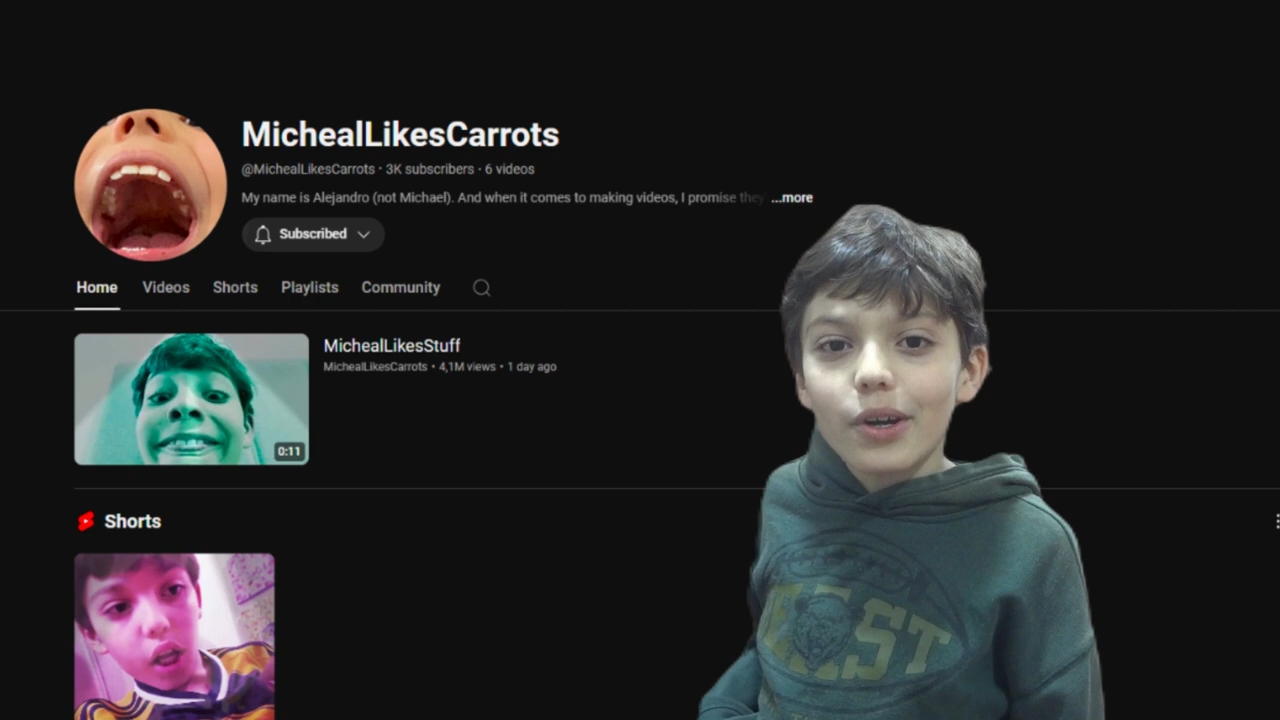 MichealLikesCarrots
@MichealLikesCarrots · 3K subscribers · 6 videos
My name is Alejandro (not Michael). And when it comes to making videos, I promise they ...more
Subscribed
Home Videos Shorts Playlists Community
MichealLikesStuff
MichealLikesCarrots · 4,1M views · 1 day ago
0:11
Shorts